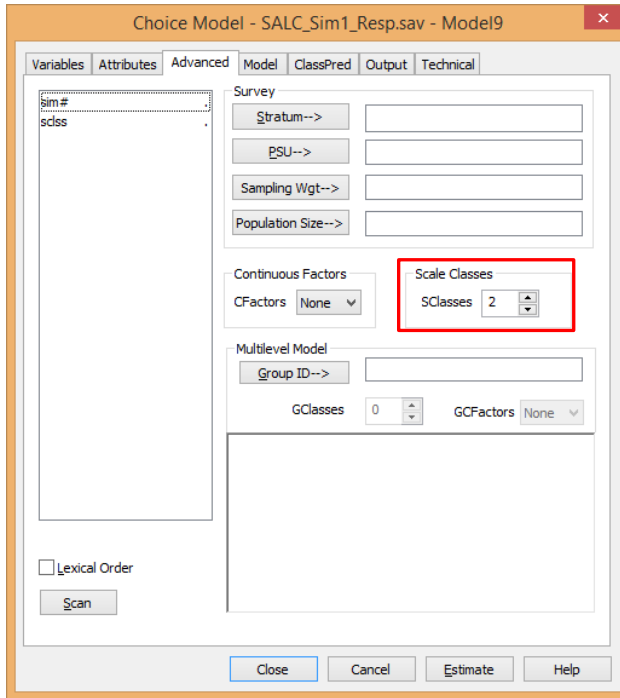 Choice Model - SALC_Sim1_Resp.sav - Model9
Variables Attributes Advanced Model ClassPred Output Technical
sim# .
sclss .
Survey
Stratum-->
PSU-->
Sampling Wgt-->
Population Size-->
Continuous Factors
CFactors None
Scale Classes
SClasses 2
Multilevel Model
Group ID-->
GClasses 0 GCFactors None
Lexical Order
Scan
Close Cancel Estimate Help